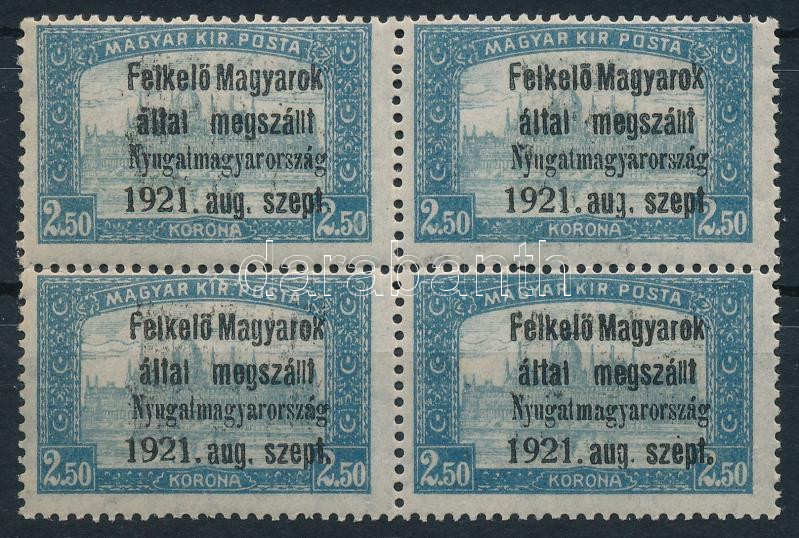 MAGYAR KIR POSTA
Felkelő Magyarok
által megszállt
Nyugatmagyarország
1921. aug. szept.
2.50 KORONA 2.50
MAGYAR KIR POSTA
Felkelő Magyarok
által megszállt
Nyugatmagyarország
1921. aug. szept.
2.50 KORONA 2.50
darabanth
MAGYAR KIR POSTA
Felkelő Magyarok
által megszállt
Nyugatmagyarország
1921. aug. szept.
2.50 KORONA 2.50
MAGYAR KIR POSTA
Felkelő Magyarok
által megszállt
Nyugatmagyarország
1921. aug. szept.
2.50 KORONA 2.50